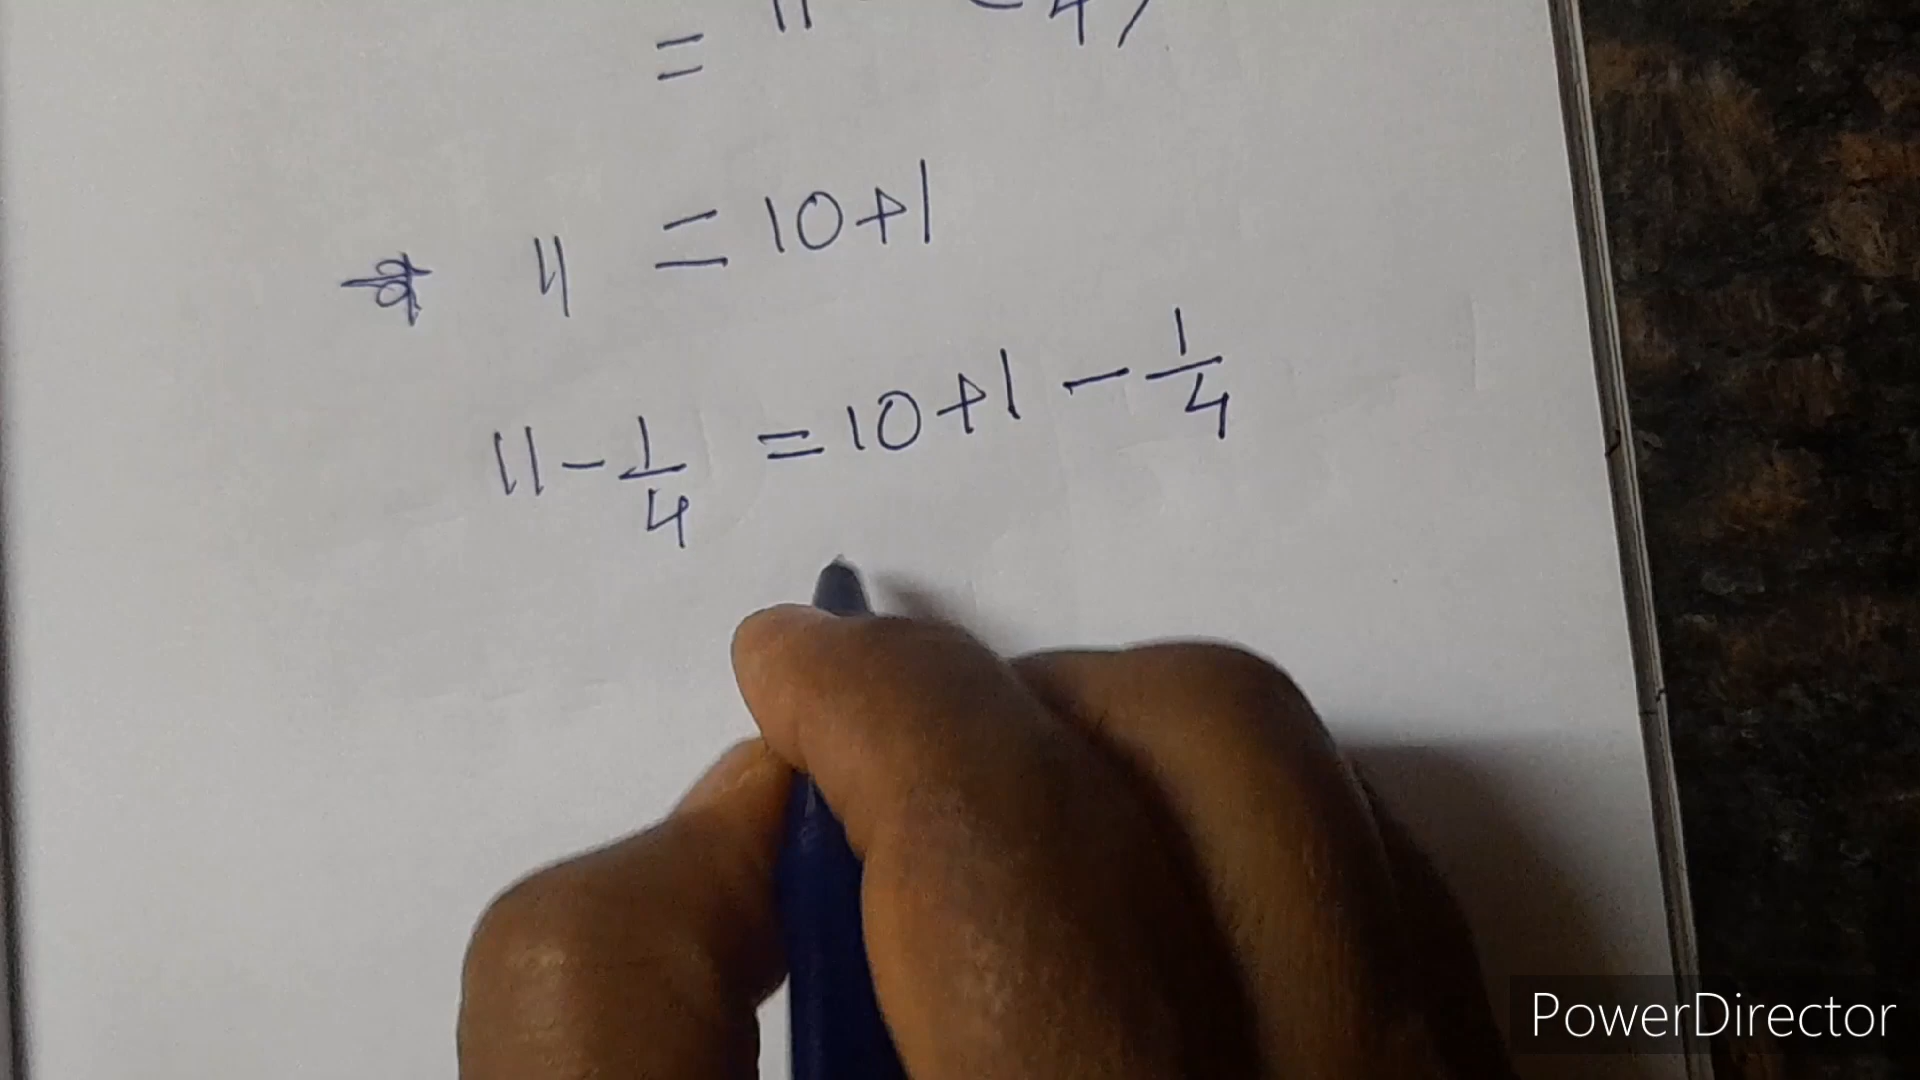 = 11
11 = 10+1
11 - 1/4 = 10+1 - 1/4
PowerDirector